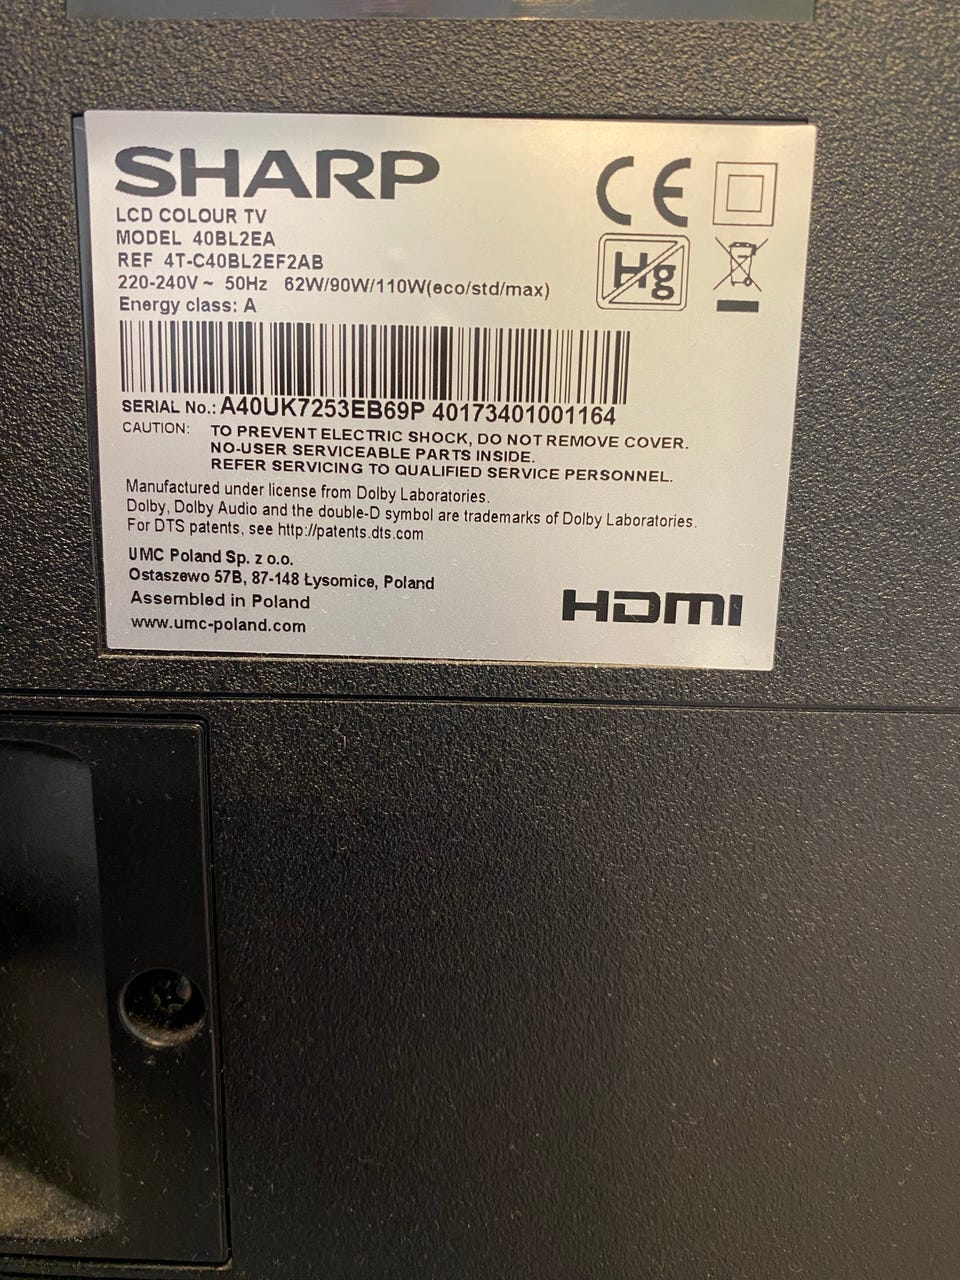 SHARP
LCD COLOUR TV
MODEL 40BL2EA
REF 4T-C40BL2EF2AB
220-240V ~ 50Hz 62W/90W/110W(eco/std/max)
Energy class: A
CE
Hg
SERIAL No.: A40UK7253EB69P 40173401001164
CAUTION: TO PREVENT ELECTRIC SHOCK, DO NOT REMOVE COVER.
NO-USER SERVICEABLE PARTS INSIDE.
REFER SERVICING TO QUALIFIED SERVICE PERSONNEL.
Manufactured under license from Dolby Laboratories.
Dolby, Dolby Audio and the double-D symbol are trademarks of Dolby Laboratories.
For DTS patents, see http://patents.dts.com
UMC Poland Sp. z o.o.
Ostaszewo 57B, 87-148 Łysomice, Poland
Assembled in Poland
www.umc-poland.com
HDMI